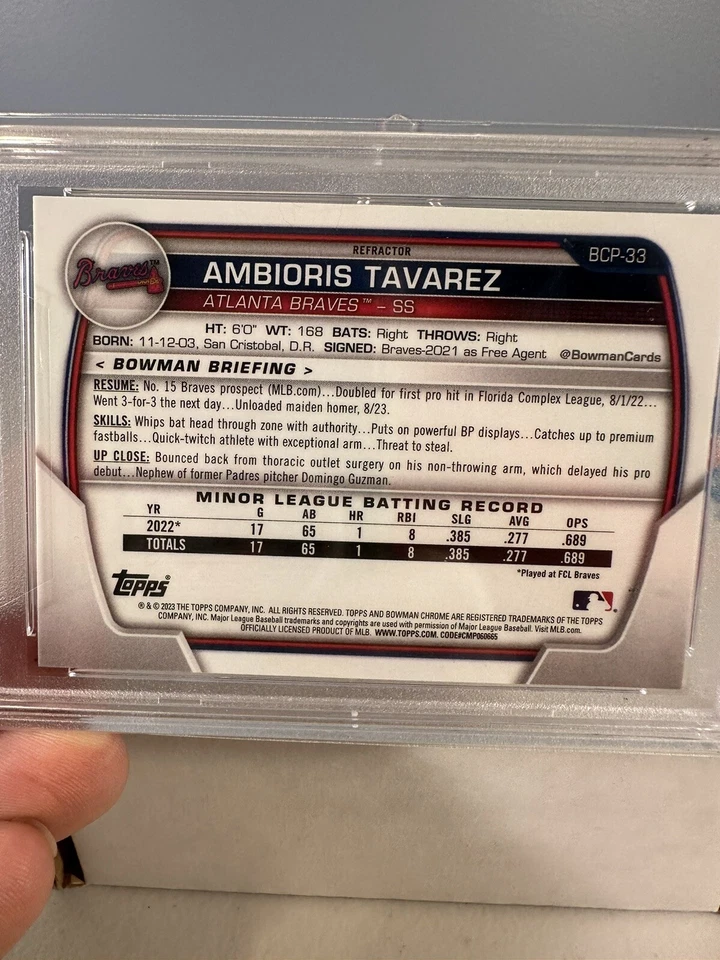 REFRACTOR
BCP-33
Braves™
AMBIORIS TAVAREZ
ATLANTA BRAVES™ – SS
HT: 6'0" WT: 168 BATS: Right THROWS: Right
BORN: 11-12-03, San Cristobal, D.R. SIGNED: Braves-2021 as Free Agent @BowmanCards
< BOWMAN BRIEFING >
RESUME: No. 15 Braves prospect (MLB.com)...Doubled for first pro hit in Florida Complex League, 8/1/22...
Went 3-for-3 the next day...Unloaded maiden homer, 8/23.
SKILLS: Whips bat head through zone with authority...Puts on powerful BP displays...Catches up to premium
fastballs...Quick-twitch athlete with exceptional arm...Threat to steal.
UP CLOSE: Bounced back from thoracic outlet surgery on his non-throwing arm, which delayed his pro
debut...Nephew of former Padres pitcher Domingo Guzman.
MINOR LEAGUE BATTING RECORD
YR G AB HR RBI SLG AVG OPS
2022* 17 65 1 8 .385 .277 .689
TOTALS 17 65 1 8 .385 .277 .689
*Played at FCL Braves
topps®
® & © 2023 THE TOPPS COMPANY, INC. ALL RIGHTS RESERVED. TOPPS AND BOWMAN CHROME ARE REGISTERED TRADEMARKS OF THE TOPPS
COMPANY, INC. Major League Baseball trademarks and copyrights are used with permission of Major League Baseball. Visit MLB.com.
OFFICIALLY LICENSED PRODUCT OF MLB. WWW.TOPPS.COM. CODE#CMP060665